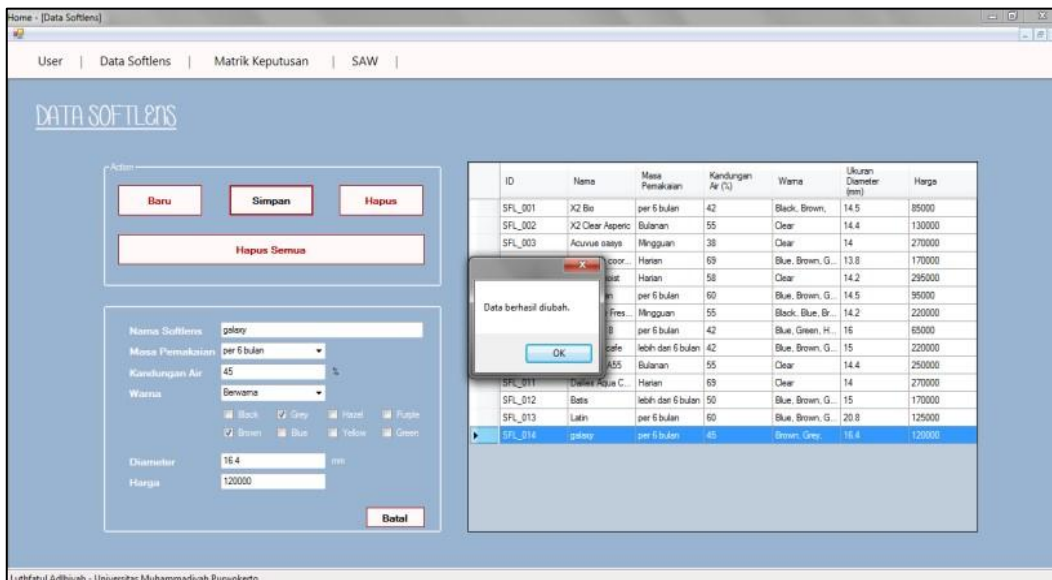 Home - [Data Softlens]
User | Data Softlens | Matrik Keputusan | SAW |
DATA SOFTLENS
Action
Baru Simpan Hapus
Hapus Semua
Nama Softlens galaxy
Masa Pemakaian per 6 bulan
Kandungan Air 45 %
Warna Berwarna
Black Grey Hazel Purple
Brown Blue Yellow Green
Diameter 16.4 mm
Harga 120000
Batal
ID Nama Masa Pemakaian Kandungan Air (%) Warna Ukuran Diameter (mm) Harga
SFL_001 X2 Bio per 6 bulan 42 Black, Brown, 14.5 85000
SFL_002 X2 Clear Asperic Bulanan 55 Clear 14.4 130000
SFL_003 Acuvue oasys Mingguan 38 Clear 14 270000
coor... Harian 69 Blue, Brown, G... 13.8 170000
oist Harian 58 Clear 14.2 295000
an per 6 bulan 60 Blue, Brown, G... 14.5 95000
Fres... Mingguan 55 Black, Blue, Br... 14.2 220000
per 6 bulan 42 Blue, Green, H... 16 65000
cafe lebih dari 6 bulan 42 Blue, Brown, G... 15 220000
A55 Bulanan 55 Clear 14.4 250000
SFL_011 Dailies Aqua C... Harian 69 Clear 14 270000
SFL_012 Batis lebih dari 6 bulan 50 Blue, Brown, G... 15 170000
SFL_013 Latin per 6 bulan 60 Blue, Brown, G... 20.8 125000
SFL_014 galaxy per 6 bulan 45 Brown, Grey, 16.4 120000
Data berhasil diubah.
OK
Universitas Muhammadiyah Purwokerto